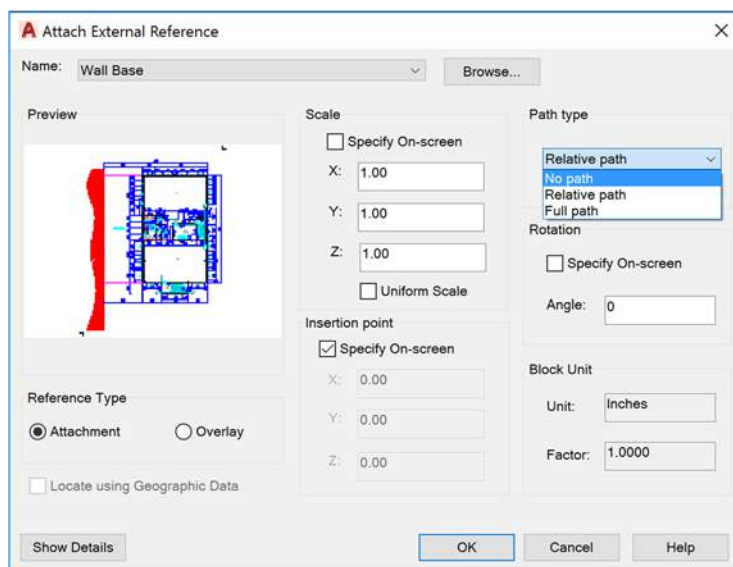 Attach External Reference
Name: Wall Base Browse...
Preview
Scale
Specify On-screen
X: 1.00
Y: 1.00
Z: 1.00
Uniform Scale
Path type
Relative path
No path
Relative path
Full path
Rotation
Specify On-screen
Angle: 0
Insertion point
Specify On-screen
X: 0.00
Y: 0.00
Z: 0.00
Block Unit
Unit: Inches
Factor: 1.0000
Reference Type
Attachment Overlay
Locate using Geographic Data
Show Details OK Cancel Help